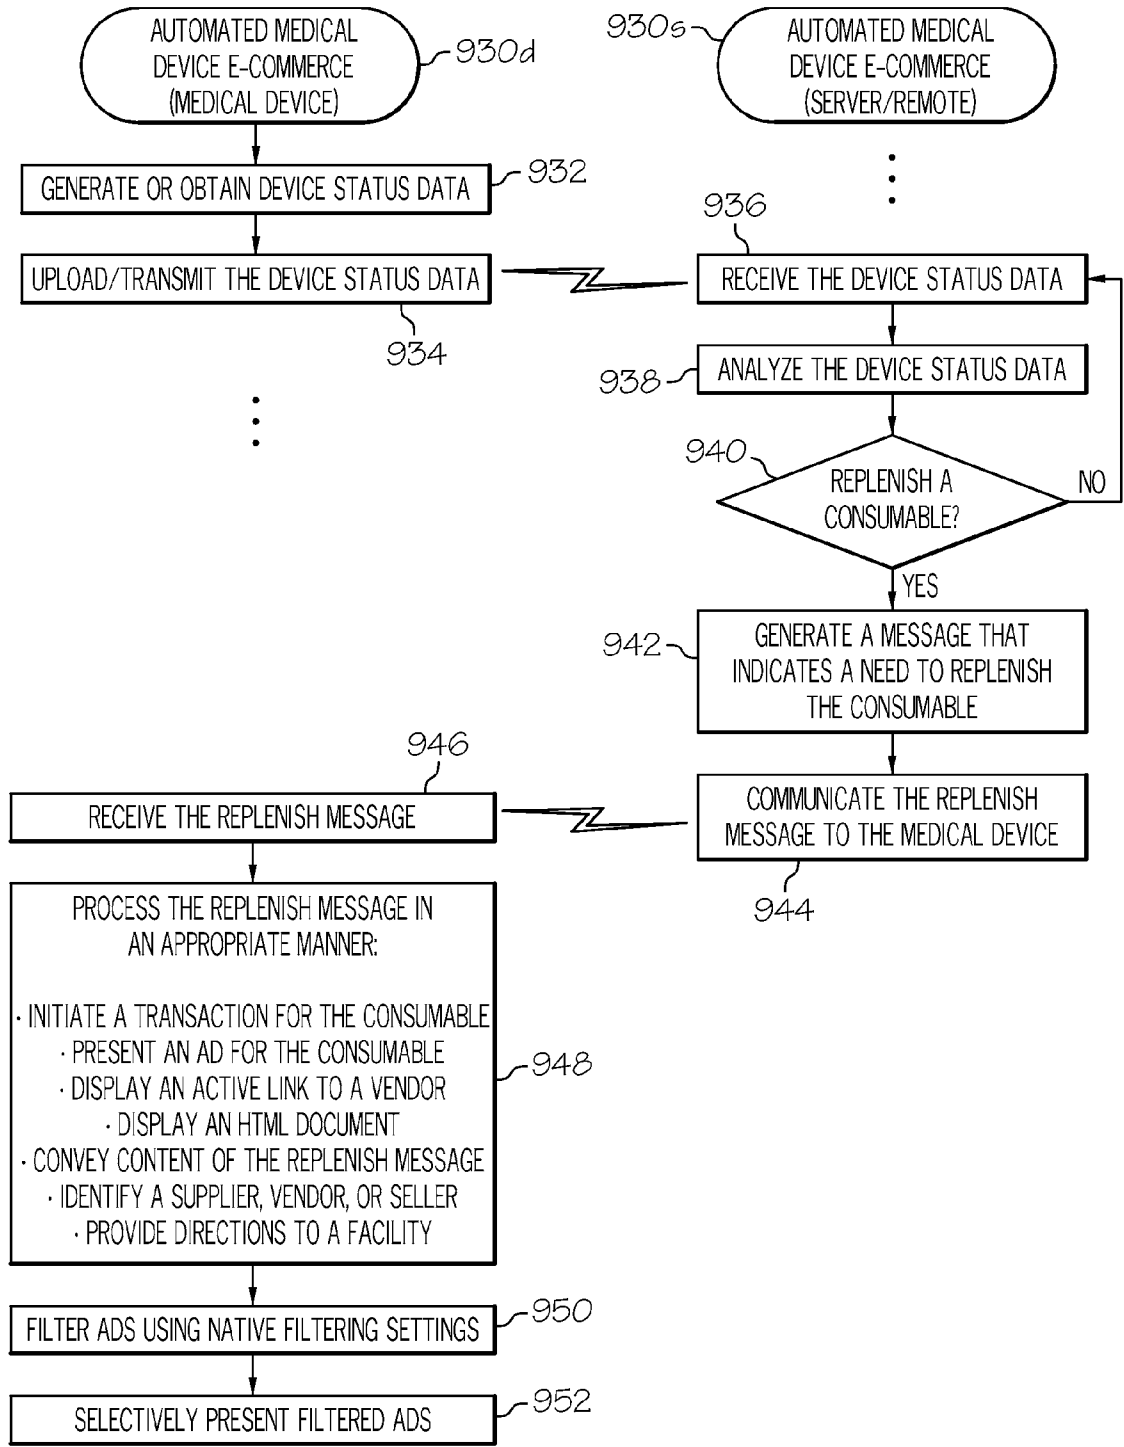 AUTOMATED MEDICAL
DEVICE E-COMMERCE
(MEDICAL DEVICE)
930d
GENERATE OR OBTAIN DEVICE STATUS DATA
932
UPLOAD/TRANSMIT THE DEVICE STATUS DATA
934
930s
AUTOMATED MEDICAL
DEVICE E-COMMERCE
(SERVER/REMOTE)
936
RECEIVE THE DEVICE STATUS DATA
938
ANALYZE THE DEVICE STATUS DATA
940
REPLENISH A
CONSUMABLE?
NO
YES
942
GENERATE A MESSAGE THAT
INDICATES A NEED TO REPLENISH
THE CONSUMABLE
COMMUNICATE THE REPLENISH
MESSAGE TO THE MEDICAL DEVICE
944
946
RECEIVE THE REPLENISH MESSAGE
PROCESS THE REPLENISH MESSAGE IN
AN APPROPRIATE MANNER:
· INITIATE A TRANSACTION FOR THE CONSUMABLE
· PRESENT AN AD FOR THE CONSUMABLE
· DISPLAY AN ACTIVE LINK TO A VENDOR
· DISPLAY AN HTML DOCUMENT
· CONVEY CONTENT OF THE REPLENISH MESSAGE
· IDENTIFY A SUPPLIER, VENDOR, OR SELLER
· PROVIDE DIRECTIONS TO A FACILITY
948
FILTER ADS USING NATIVE FILTERING SETTINGS
950
SELECTIVELY PRESENT FILTERED ADS
952